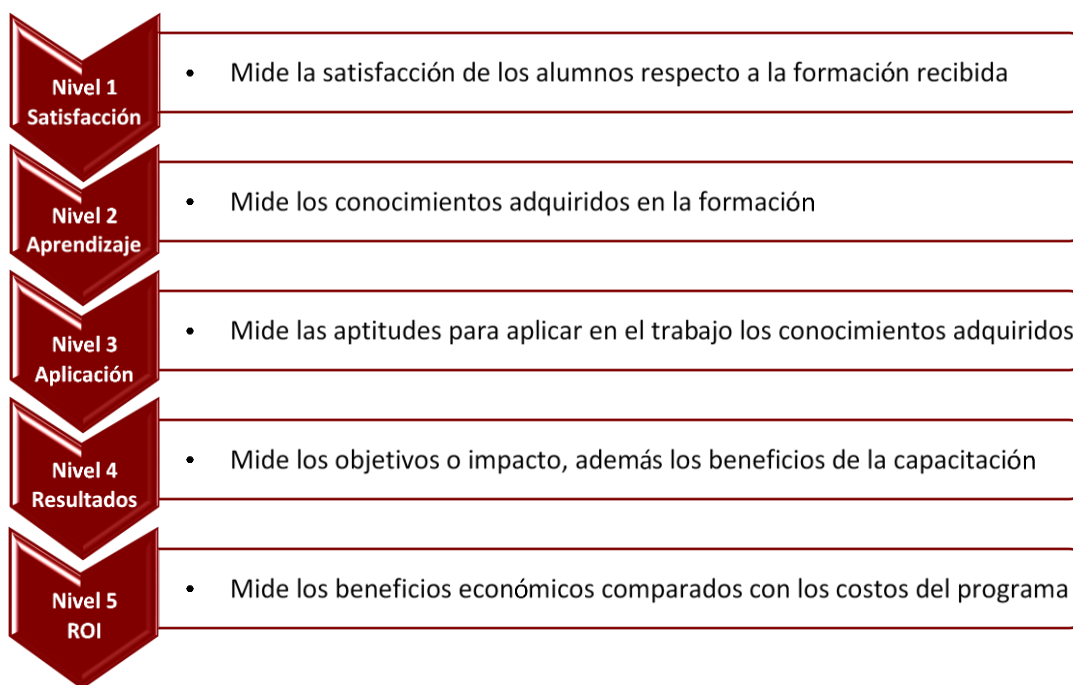 Nivel 1
Satisfacción
• Mide la satisfacción de los alumnos respecto a la formación recibida
Nivel 2
Aprendizaje
• Mide los conocimientos adquiridos en la formación
Nivel 3
Aplicación
• Mide las aptitudes para aplicar en el trabajo los conocimientos adquiridos
Nivel 4
Resultados
• Mide los objetivos o impacto, además los beneficios de la capacitación
Nivel 5
ROI
• Mide los beneficios económicos comparados con los costos del programa